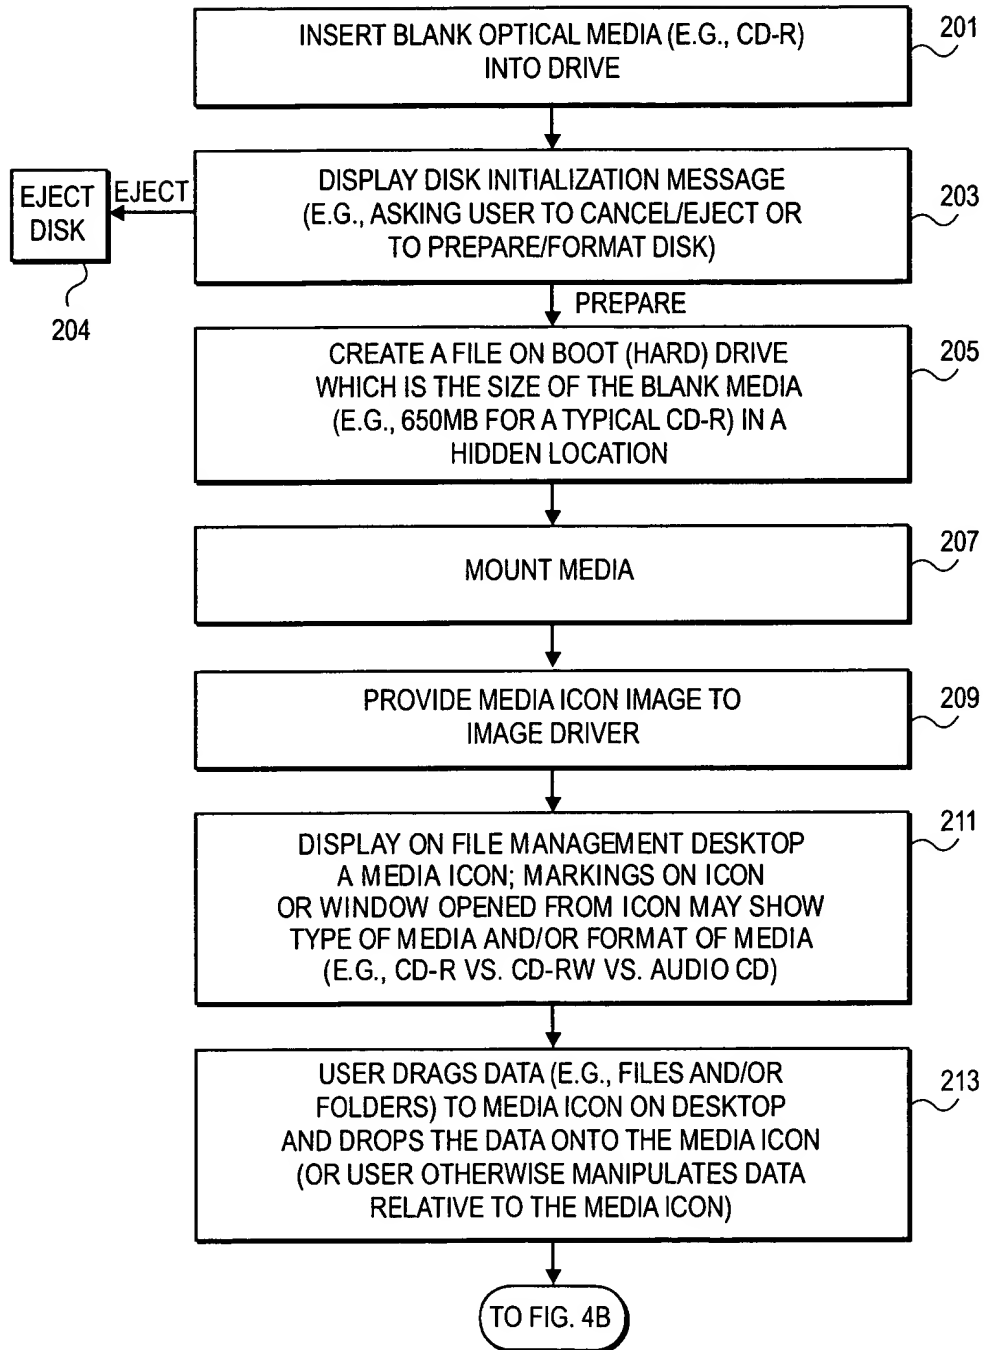 INSERT BLANK OPTICAL MEDIA (E.G., CD-R)
INTO DRIVE
201
DISPLAY DISK INITIALIZATION MESSAGE
(E.G., ASKING USER TO CANCEL/EJECT OR
TO PREPARE/FORMAT DISK)
203
EJECT
EJECT
DISK
204
PREPARE
CREATE A FILE ON BOOT (HARD) DRIVE
WHICH IS THE SIZE OF THE BLANK MEDIA
(E.G., 650MB FOR A TYPICAL CD-R) IN A
HIDDEN LOCATION
205
MOUNT MEDIA
207
PROVIDE MEDIA ICON IMAGE TO
IMAGE DRIVER
209
DISPLAY ON FILE MANAGEMENT DESKTOP
A MEDIA ICON; MARKINGS ON ICON
OR WINDOW OPENED FROM ICON MAY SHOW
TYPE OF MEDIA AND/OR FORMAT OF MEDIA
(E.G., CD-R VS. CD-RW VS. AUDIO CD)
211
USER DRAGS DATA (E.G., FILES AND/OR
FOLDERS) TO MEDIA ICON ON DESKTOP
AND DROPS THE DATA ONTO THE MEDIA ICON
(OR USER OTHERWISE MANIPULATES DATA
RELATIVE TO THE MEDIA ICON)
213
TO FIG. 4B